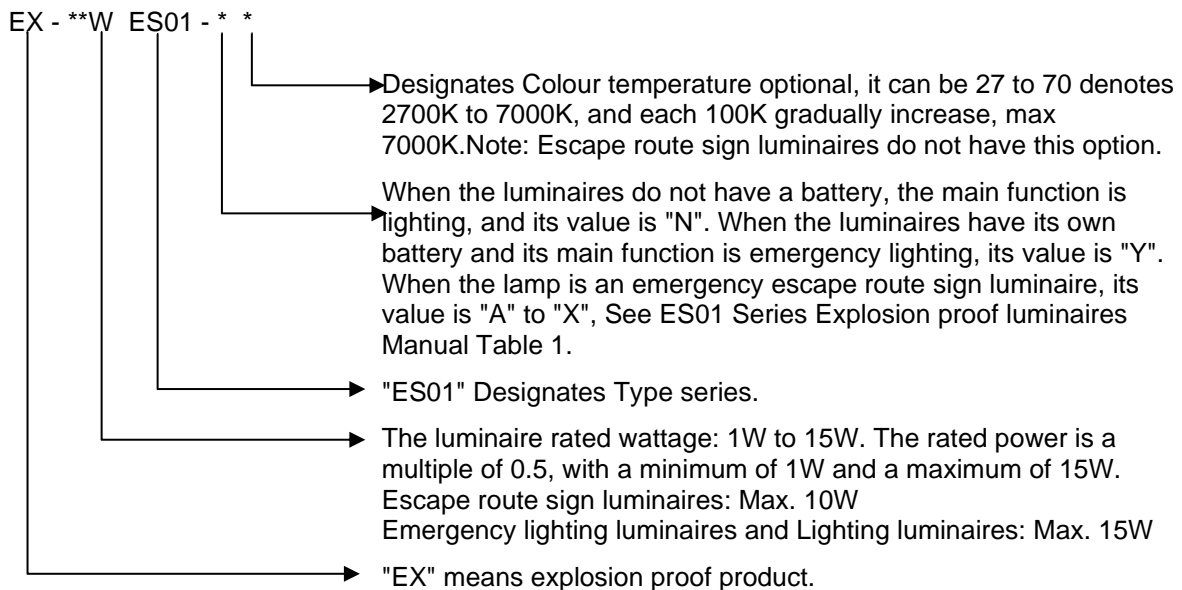 EX - **W ES01 - * *
Designates Colour temperature optional, it can be 27 to 70 denotes
2700K to 7000K, and each 100K gradually increase, max
7000K.Note: Escape route sign luminaires do not have this option.
When the luminaires do not have a battery, the main function is
lighting, and its value is "N". When the luminaires have its own
battery and its main function is emergency lighting, its value is "Y".
When the lamp is an emergency escape route sign luminaire, its
value is "A" to "X", See ES01 Series Explosion proof luminaires
Manual Table 1.
"ES01" Designates Type series.
The luminaire rated wattage: 1W to 15W. The rated power is a
multiple of 0.5, with a minimum of 1W and a maximum of 15W.
Escape route sign luminaires: Max. 10W
Emergency lighting luminaires and Lighting luminaires: Max. 15W
"EX" means explosion proof product.